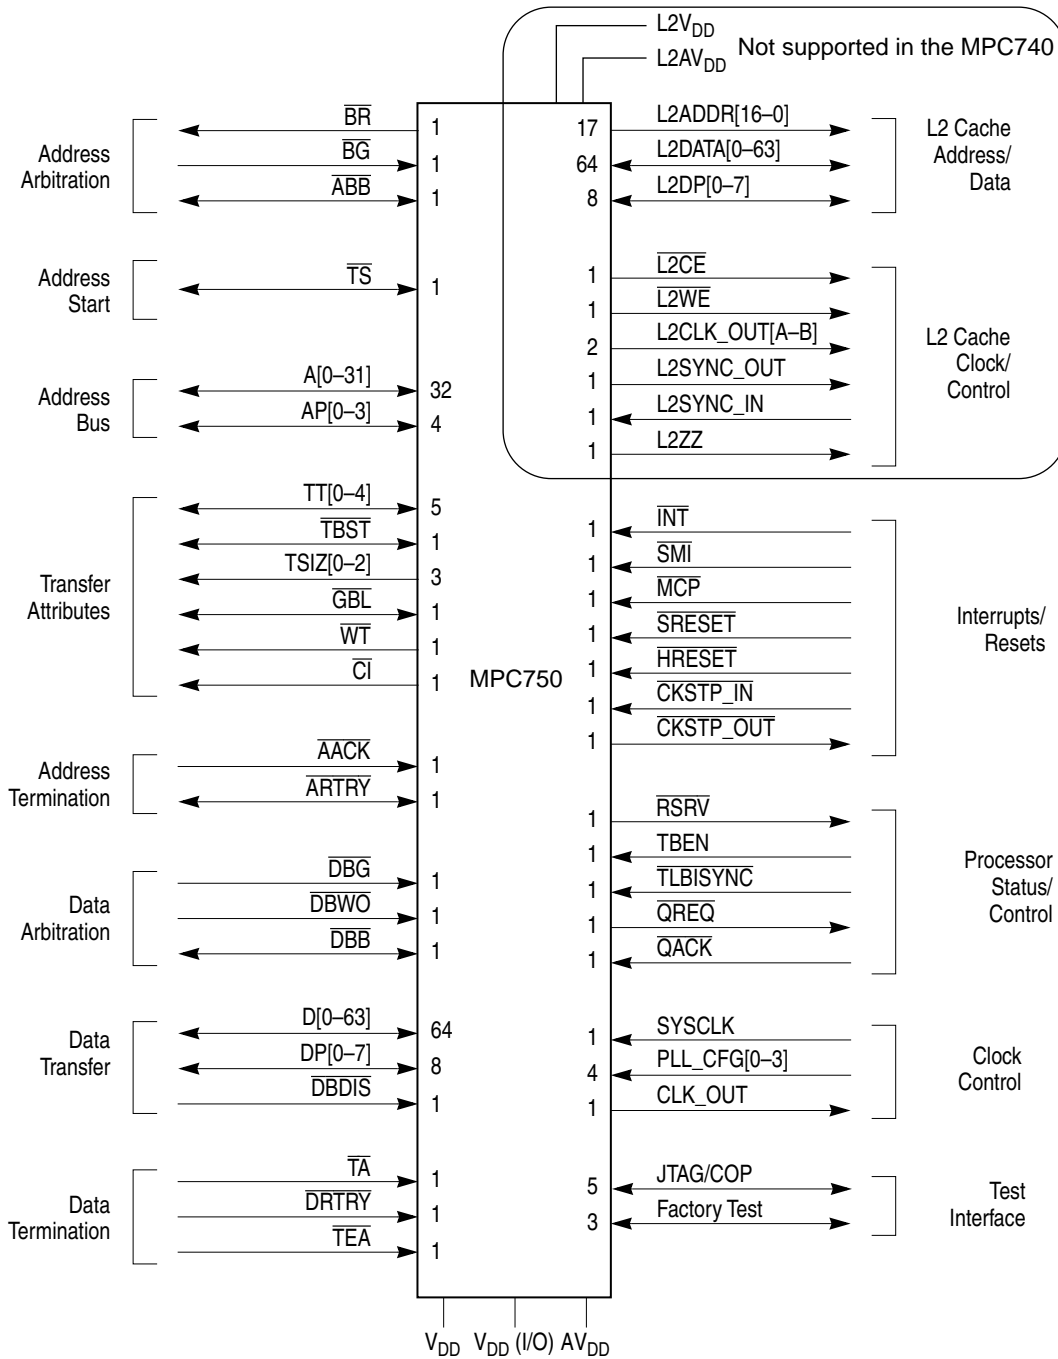 L2VDD
L2AVDD
Not supported in the MPC740
Address
Arbitration
BR 1
BG 1
ABB 1
Address
Start
TS 1
Address
Bus
A[0–31] 32
AP[0–3] 4
Transfer
Attributes
TT[0–4] 5
TBST 1
TSIZ[0–2] 3
GBL 1
WT 1
CI 1
Address
Termination
AACK 1
ARTRY 1
Data
Arbitration
DBG 1
DBWO 1
DBB 1
Data
Transfer
D[0–63] 64
DP[0–7] 8
DBDIS 1
Data
Termination
TA 1
DRTRY 1
TEA 1
MPC750
17 L2ADDR[16–0]
64 L2DATA[0–63]
8 L2DP[0–7]
L2 Cache
Address/
Data
1 L2CE
1 L2WE
2 L2CLK_OUT[A–B]
1 L2SYNC_OUT
1 L2SYNC_IN
1 L2ZZ
L2 Cache
Clock/
Control
1 INT
1 SMI
1 MCP
1 SRESET
1 HRESET
1 CKSTP_IN
1 CKSTP_OUT
Interrupts/
Resets
1 RSRV
1 TBEN
1 TLBISYNC
1 QREQ
1 QACK
Processor
Status/
Control
1 SYSCLK
4 PLL_CFG[0–3]
1 CLK_OUT
Clock
Control
5 JTAG/COP
3 Factory Test
Test
Interface
VDD VDD (I/O) AVDD